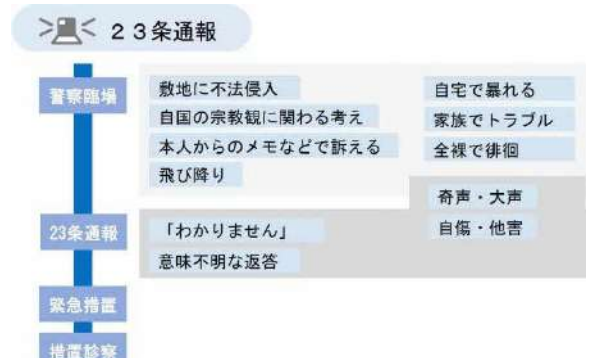 ２３条通報
警察臨場
敷地に不法侵入
自国の宗教観に関わる考え
本人からのメモなどで訴える
飛び降り
自宅で暴れる
家族でトラブル
全裸で徘徊
奇声・大声
自傷・他害
23条通報
「わかりません」
意味不明な返答
緊急措置
措置診察